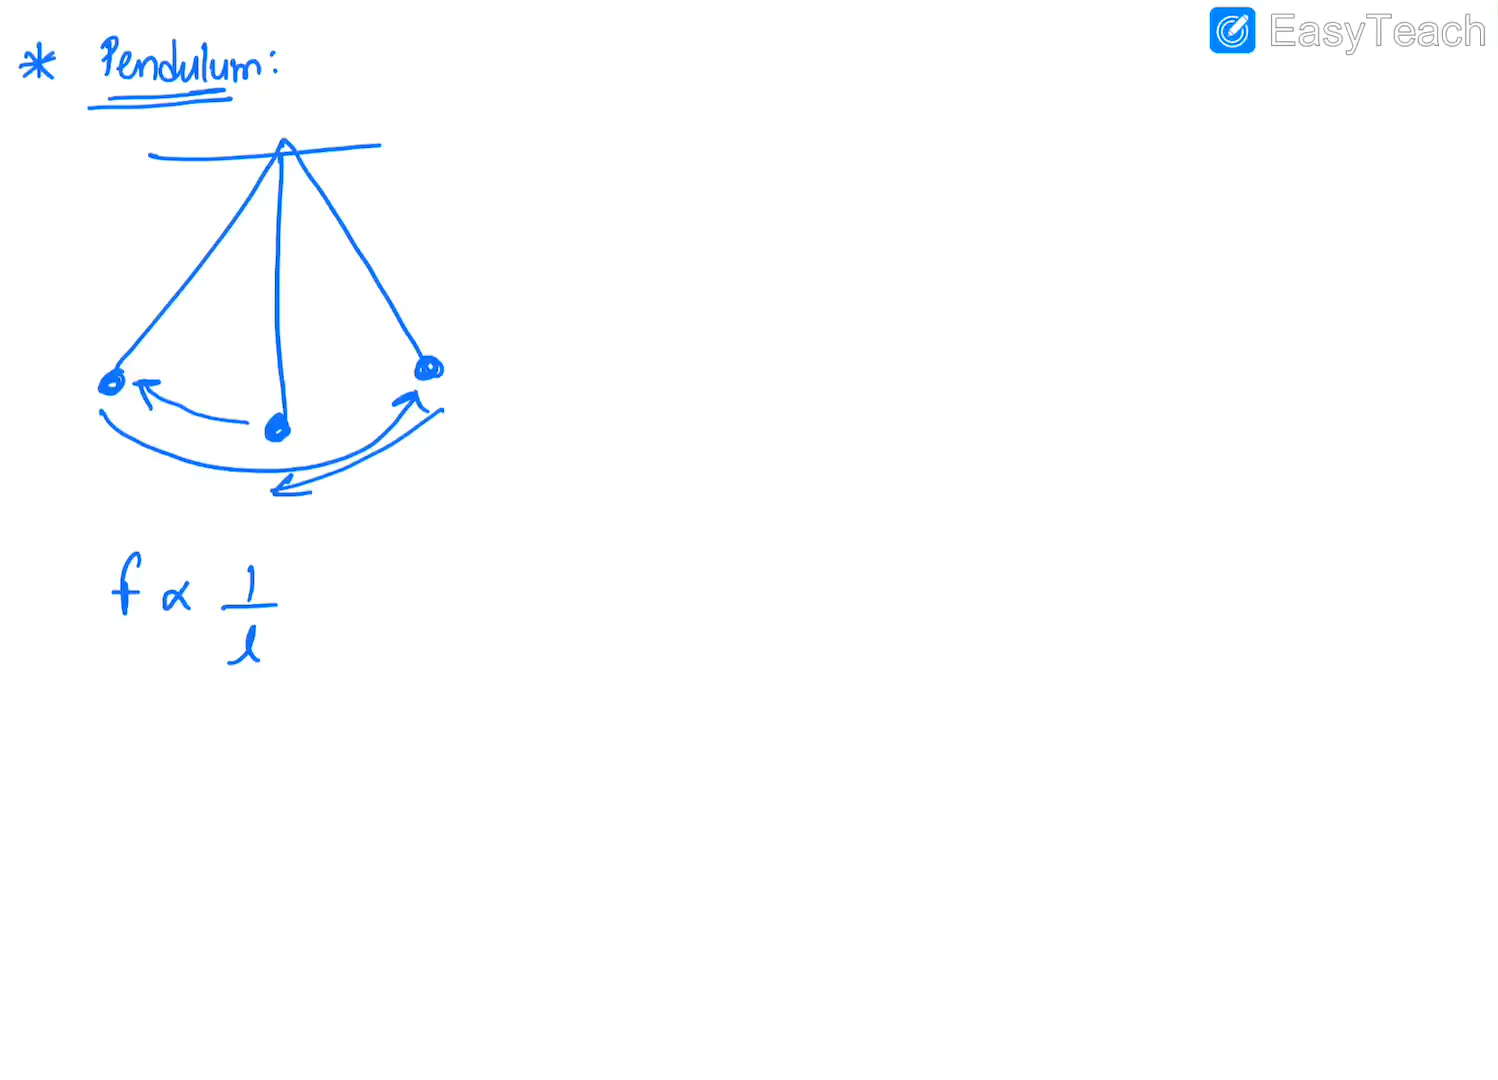 EasyTeach
* Pendulum:
f ∝ 1/l